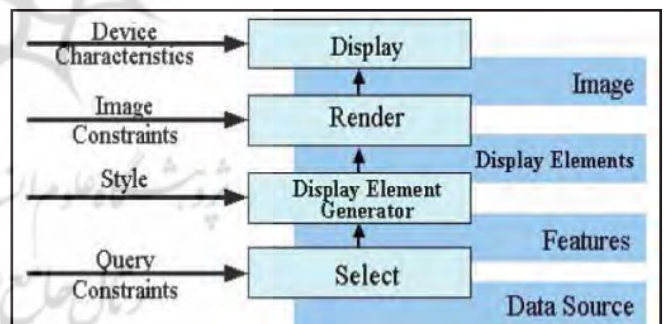 Device
Characteristics
Display
Image
Image
Constraints
Render
Display Elements
Style
Display Element
Generator
Features
Query
Constraints
Select
Data Source